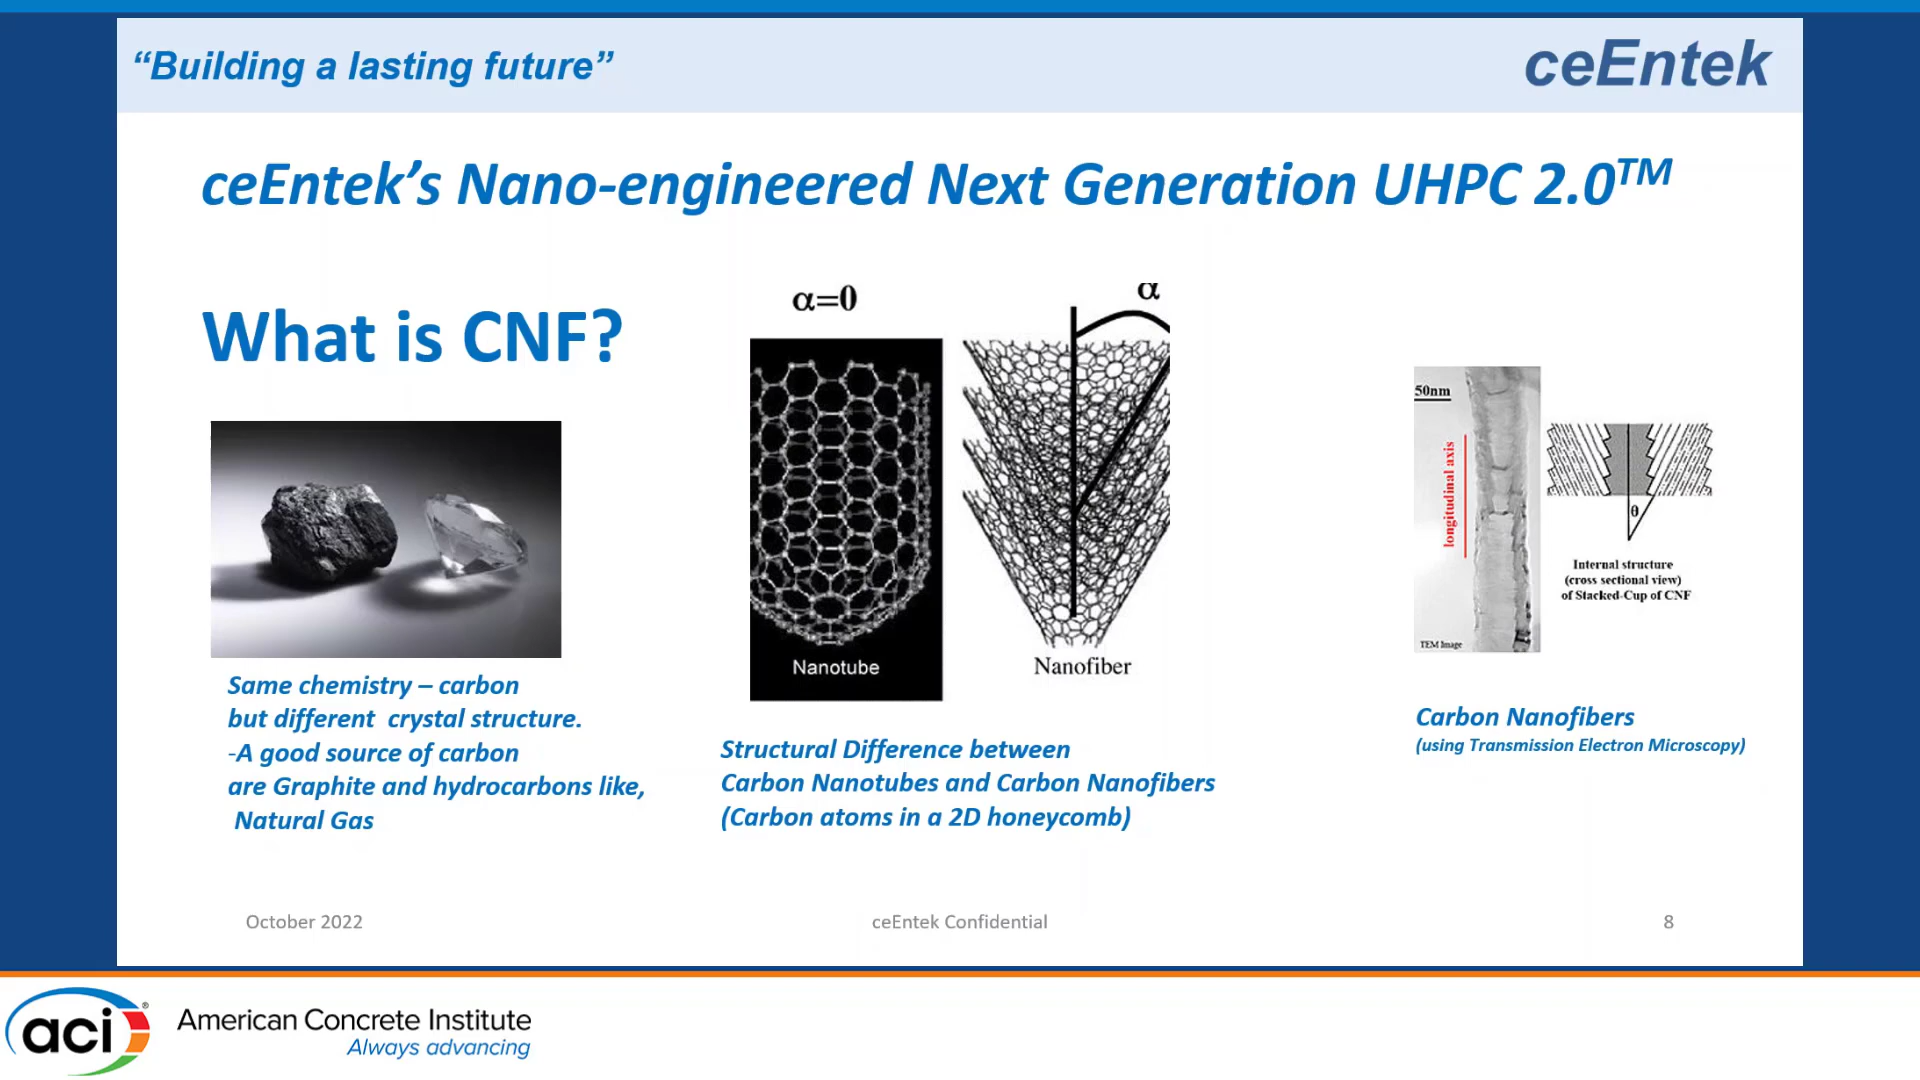 “Building a lasting future”
ceEntek
ceEntek’s Nano-engineered Next Generation UHPC 2.0TM
What is CNF?
Same chemistry – carbon
but different crystal structure.
-A good source of carbon
are Graphite and hydrocarbons like,
Natural Gas
α=0
α
Nanotube
Nanofiber
Structural Difference between
Carbon Nanotubes and Carbon Nanofibers
(Carbon atoms in a 2D honeycomb)
50nm
longitudinal axis
TEM Image
θ
Internal structure
(cross sectional view)
of Stacked-Cup of CNF
Carbon Nanofibers
(using Transmission Electron Microscopy)
October 2022
ceEntek Confidential
8
aci®
American Concrete Institute
Always advancing